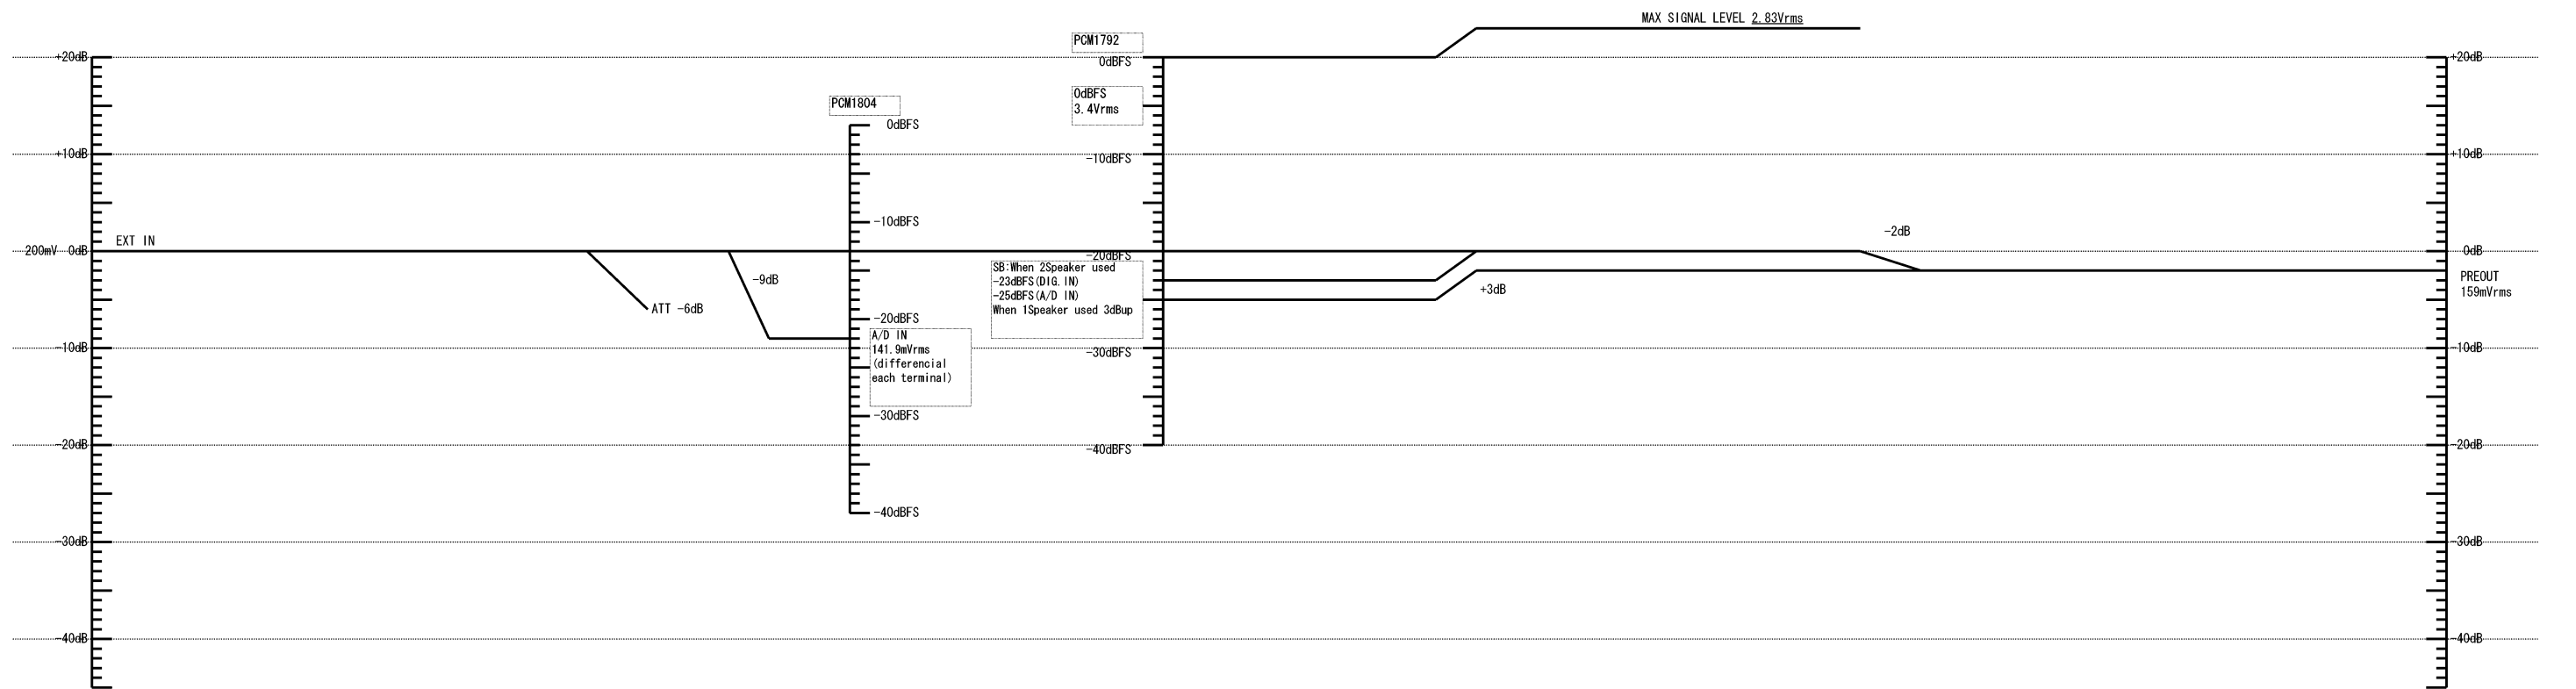 MAX SIGNAL LEVEL 2.83Vrms
PCM1792
+20dB
0dBFS
+20dB
0dBFS
3.4Vrms
PCM1804
0dBFS
+10dB
-10dBFS
+10dB
-10dBFS
-2dB
EXT IN
200mV 0dB
-20dBFS
0dB
SB:When 2Speaker used
-23dBFS(DIG.IN)
-25dBFS(A/D IN)
When 1Speaker used 3dBup
-9dB
+3dB
PREOUT
159mVrms
ATT -6dB
-20dBFS
A/D IN
141.9mVrms
(differencial
each terminal)
-10dB
-30dBFS
-10dB
-30dBFS
-20dB
-40dBFS
-20dB
-40dBFS
-30dB
-30dB
-40dB
-40dB